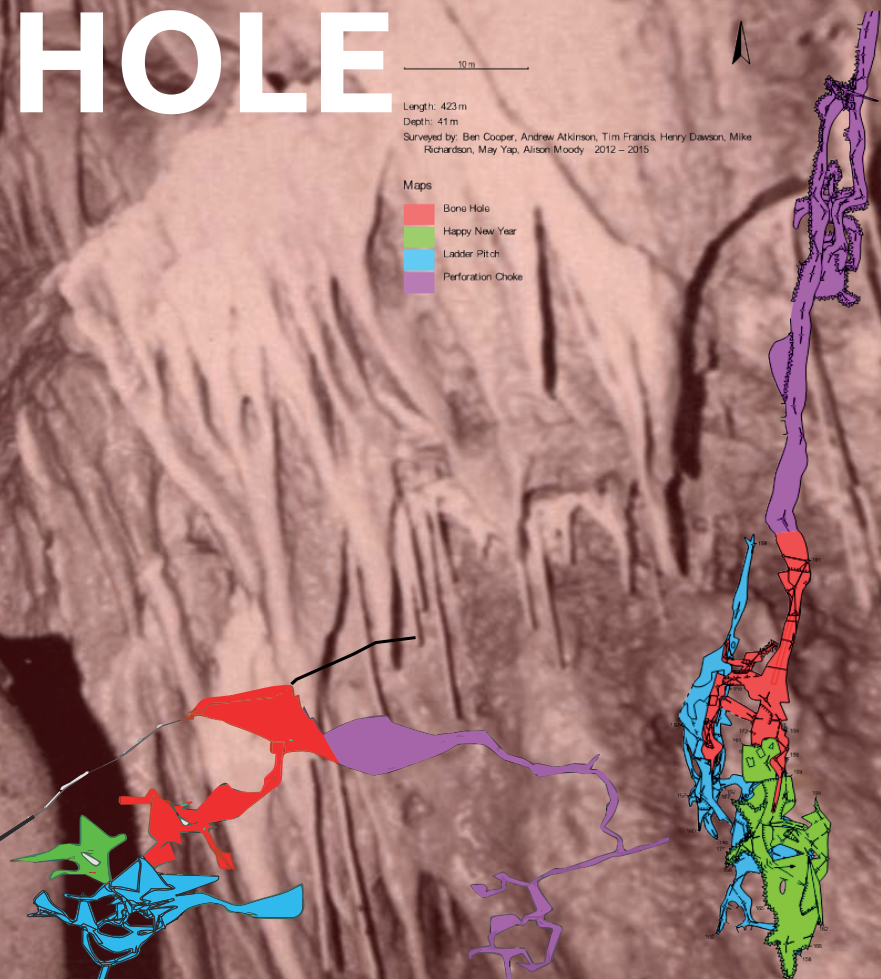 HOLE
10 m
Length: 423 m
Depth: 41 m
Surveyed by: Ben Cooper, Andrew Atkinson, Tim Francis, Henry Dawson, Mike
Richardson, May Yap, Alison Moody 2012 – 2015
Maps
Bone Hole
Happy New Year
Ladder Pitch
Perforation Choke